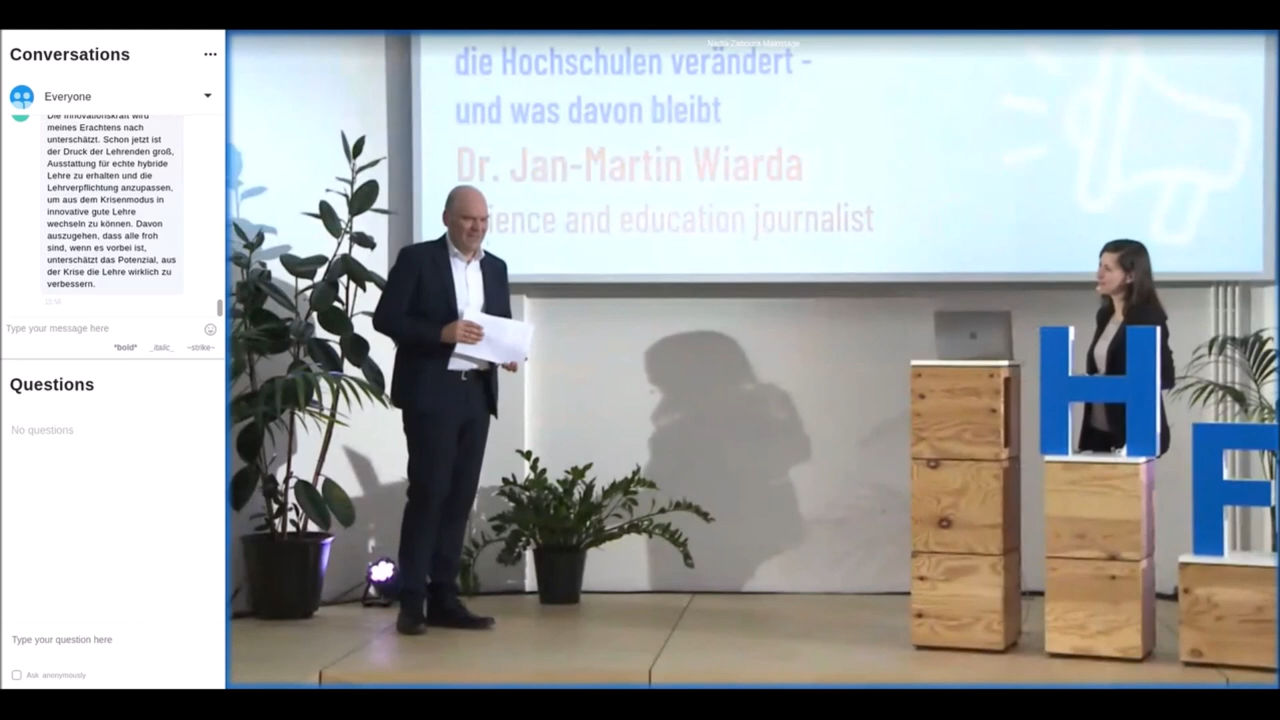 Conversations
Everyone
Die Innovationskraft wird
meines Erachtens nach
unterschätzt. Schon jetzt ist
der Druck der Lehrenden groß,
Ausstattung für echte hybride
Lehre zu erhalten und die
Lehrverpflichtung anzupassen,
um aus dem Krisenmodus in
innovative gute Lehre
wechseln zu können. Davon
auszugehen, dass alle froh
sind, wenn es vorbei ist,
unterschätzt das Potenzial, aus
der Krise die Lehre wirklich zu
verbessern.
Type your message here
*bold* _italic_ ~strike~
Questions
No questions
Type your question here
Ask anonymously
die Hochschulen verändert -
und was davon bleibt
Dr. Jan-Martin Wiarda
and education journalist
H
F